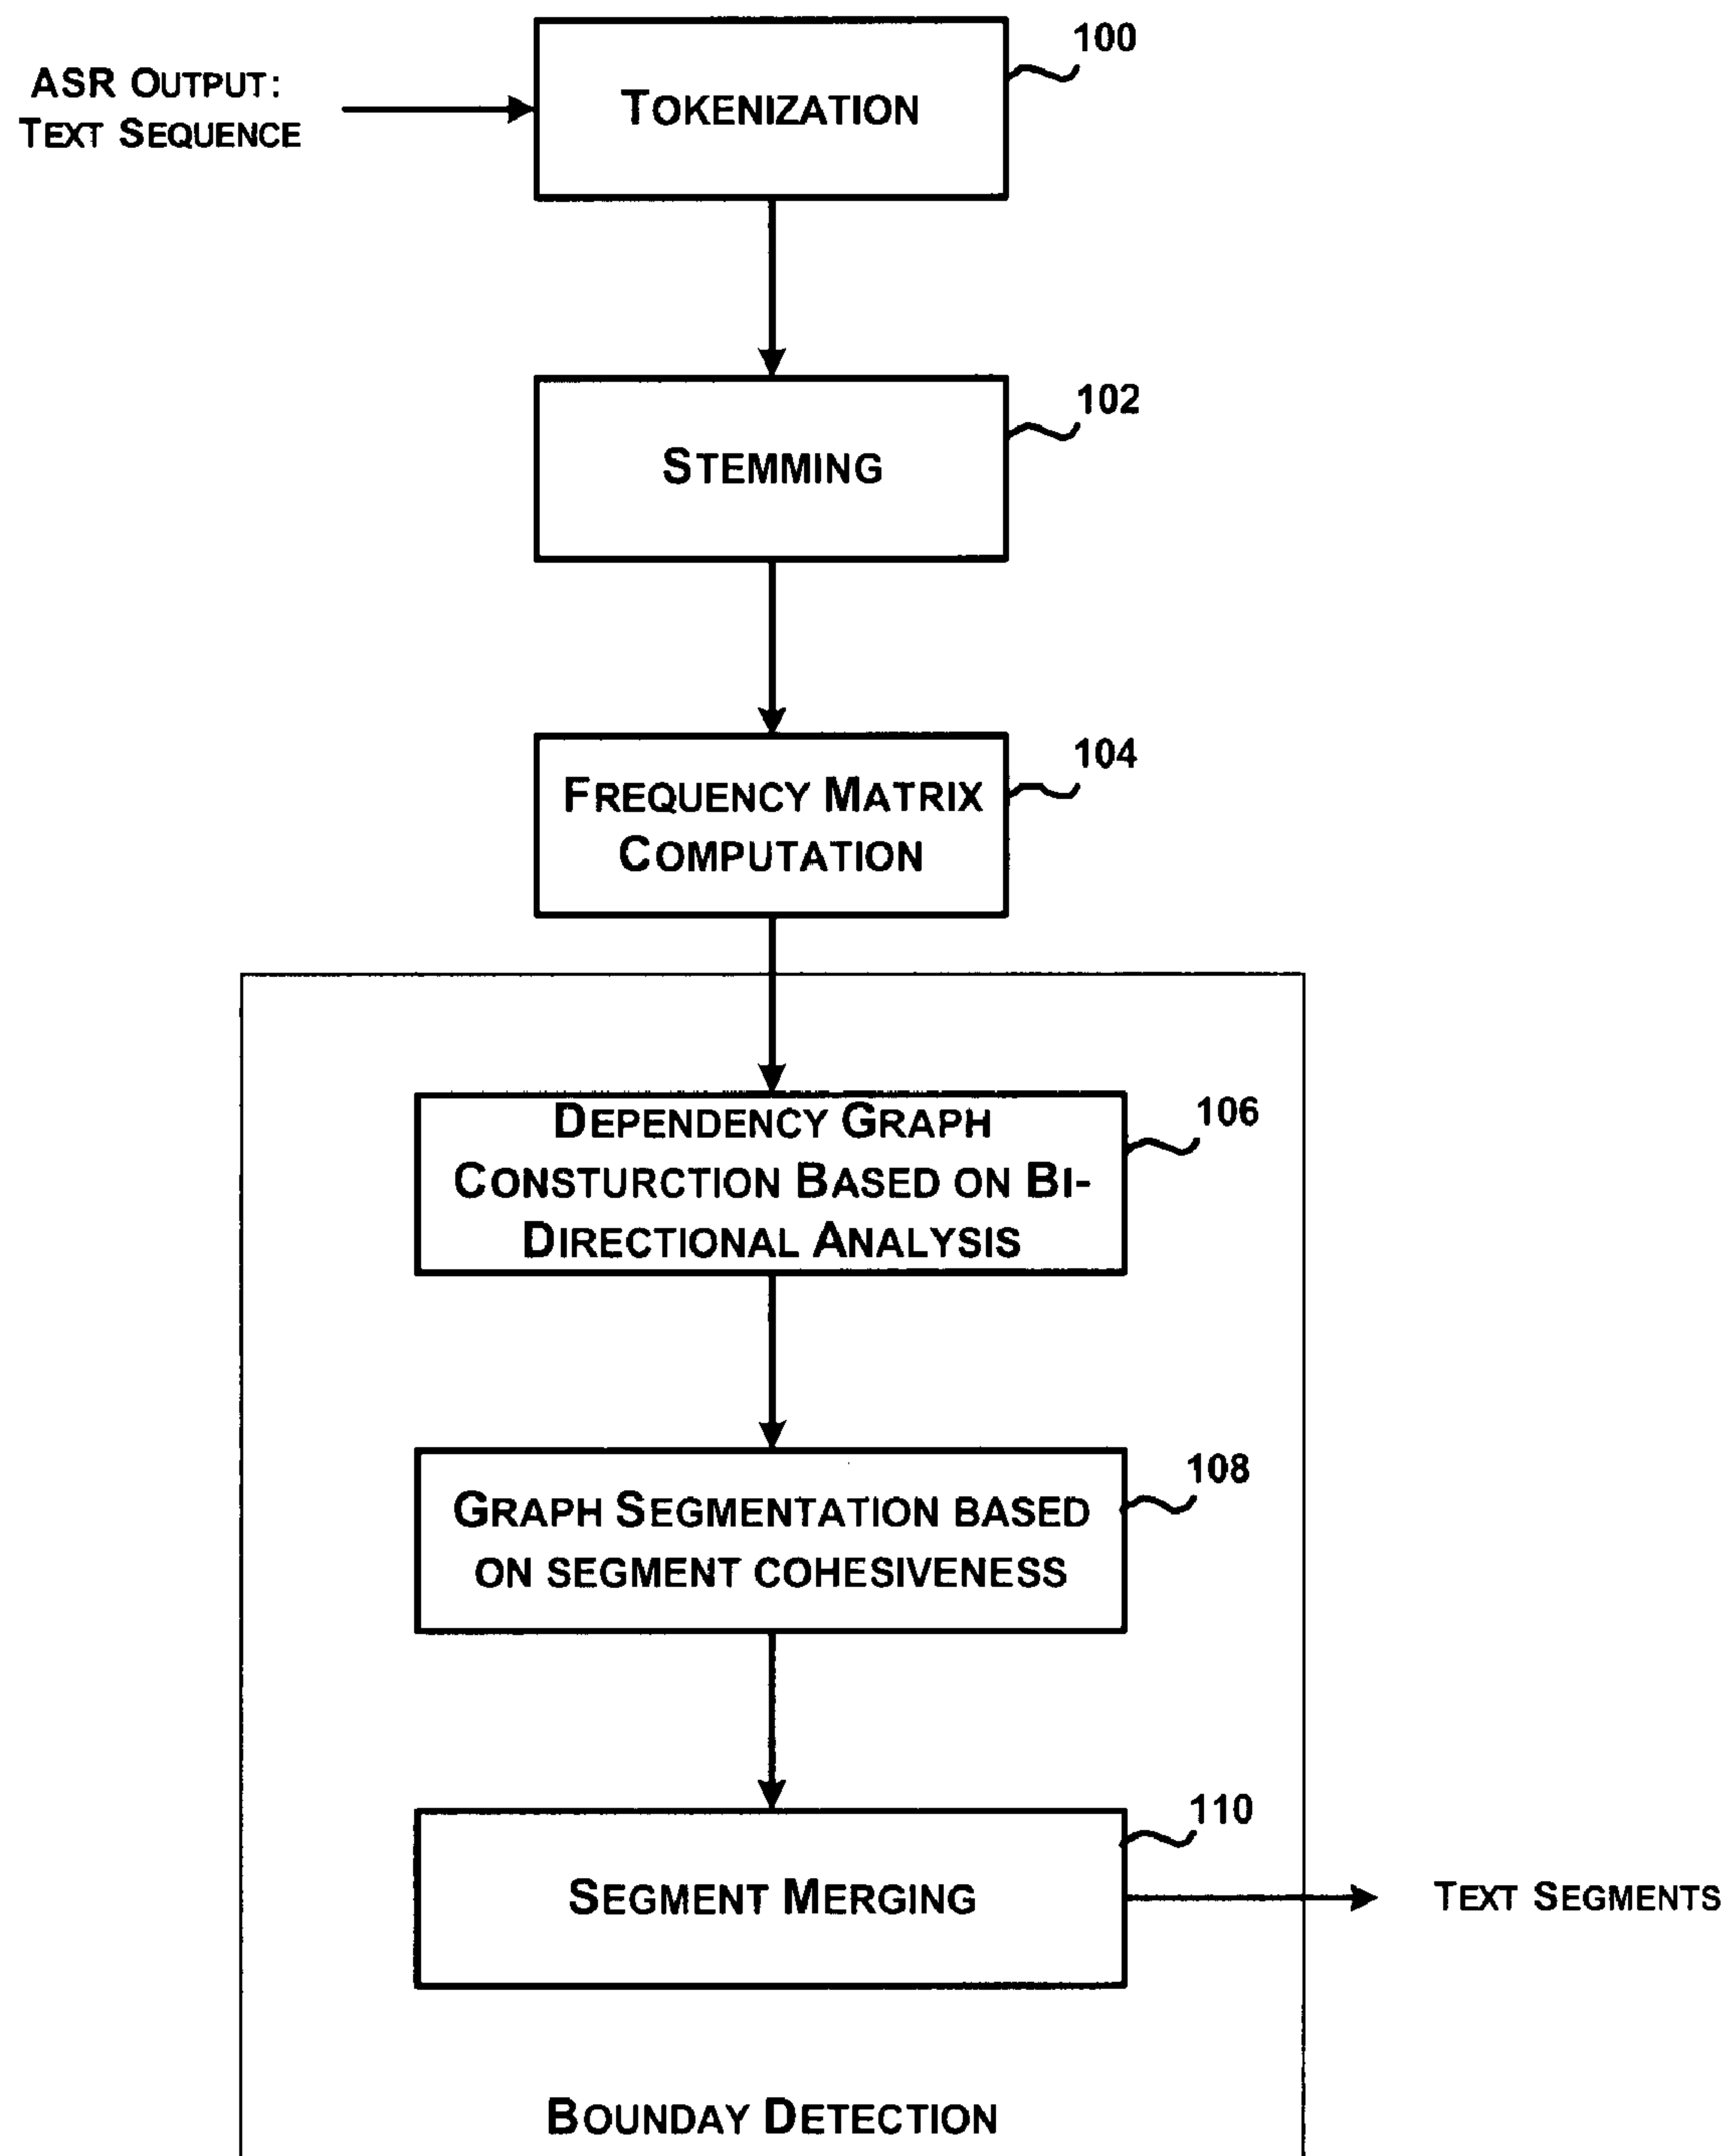 100
ASR OUTPUT:
TEXT SEQUENCE
TOKENIZATION
102
STEMMING
104
FREQUENCY MATRIX
COMPUTATION
106
DEPENDENCY GRAPH
CONSTURCTION BASED ON BI-
DIRECTIONAL ANALYSIS
108
GRAPH SEGMENTATION BASED
ON SEGMENT COHESIVENESS
110
SEGMENT MERGING
TEXT SEGMENTS
BOUNDAY DETECTION